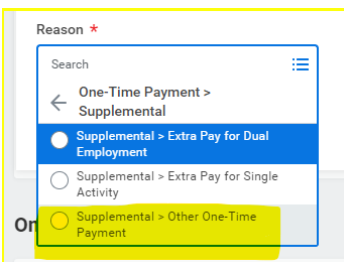 Reason *
Search
One-Time Payment >
Supplemental
Supplemental > Extra Pay for Dual
Employment
Supplemental > Extra Pay for Single
Activity
Supplemental > Other One-Time
Payment